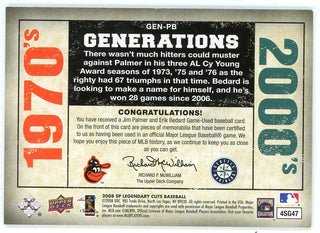 GEN-PB
GENERATIONS
There wasn't much hitters could muster
against Palmer in his three AL Cy Young
Award seasons of 1973, '75 and '76 as the
righty had 67 triumphs in that time. Bedard is
looking to make a name for himself, and he's
won 28 games since 2006.
1970's
2000's
CONGRATULATIONS!
You have received a Jim Palmer and Erik Bedard Game-Used baseball card.
On the front of this card are pieces of memorabilia that have been certified
to us as having been used in an official Major League Baseball game. We
hope you enjoy this piece of MLB history, as we continue to keep you as close
as you can get.
Richard McWilliam
RICHARD P. MCWILLIAM
The Upper Deck Company
UPPER DECK
2008 SP LEGENDARY CUTS BASEBALL
4SG47